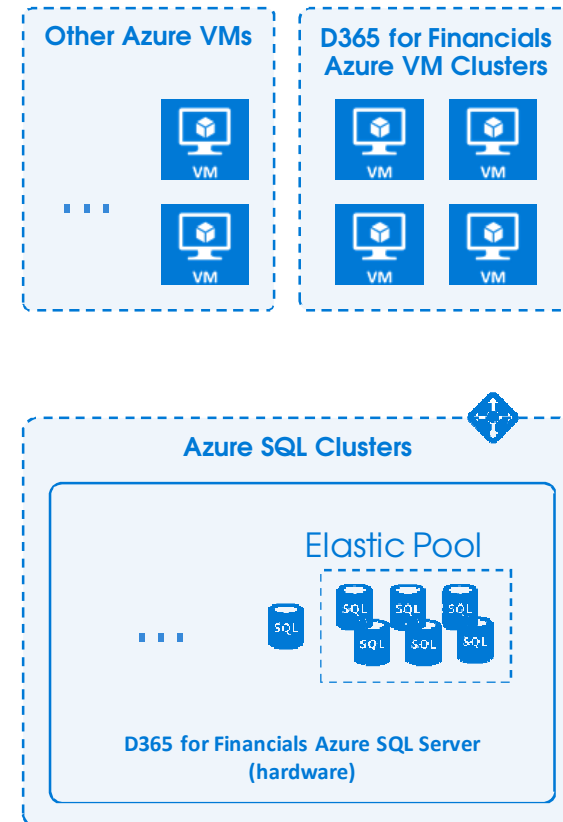 Other Azure VMs
D365 for Financials
Azure VM Clusters
VM
VM
VM
VM
VM
VM
Azure SQL Clusters
Elastic Pool
SQL
SQL
SQL
SQL
SQL
SQL
SQL
D365 for Financials Azure SQL Server
(hardware)